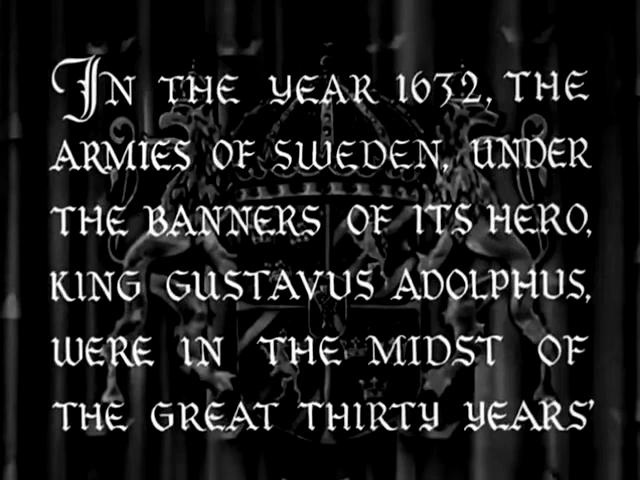 IN THE YEAR 1632, THE
ARMIES OF SWEDEN, UNDER
THE BANNERS OF ITS HERO,
KING GUSTAVUS ADOLPHUS,
WERE IN THE MIDST OF
THE GREAT THIRTY YEARS'